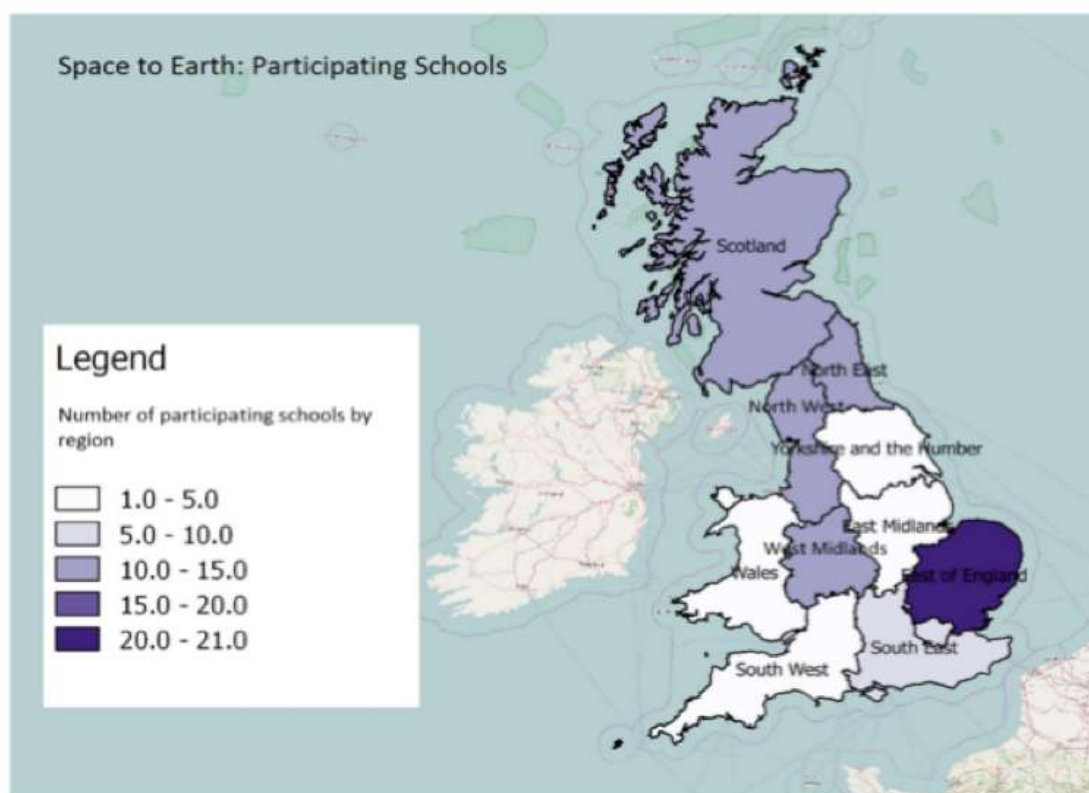 Space to Earth: Participating Schools
Scotland
North East
North West
Yorkshire and the Humber
East Midlands
West Midlands
Wales
East of England
South East
South West
Legend
Number of participating schools by
region
1.0 - 5.0
5.0 - 10.0
10.0 - 15.0
15.0 - 20.0
20.0 - 21.0